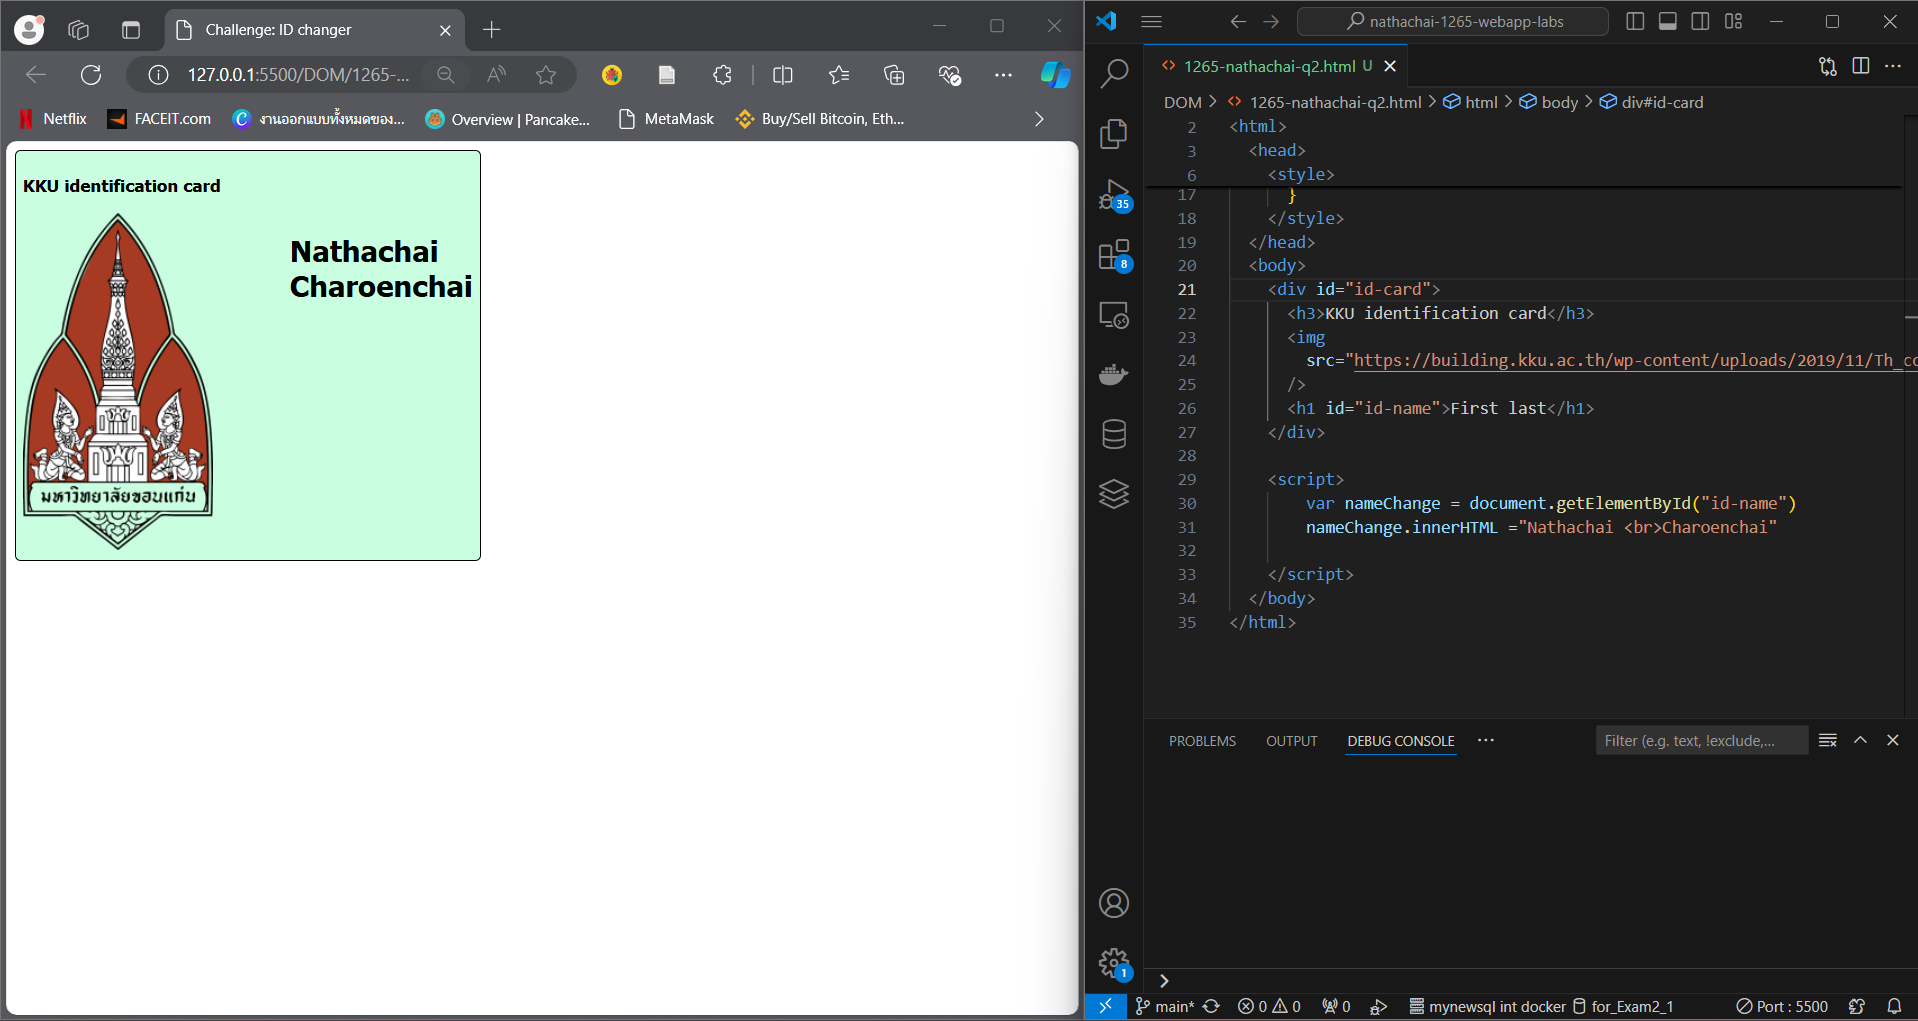 Challenge: ID changer
127.0.0.1:5500/DOM/1265-...
Netflix
FACEIT.com
งานออกแบบทั้งหมดของ...
Overview | Pancake...
MetaMask
Buy/Sell Bitcoin, Eth...
KKU identification card
Nathachai
Charoenchai
มหาวิทยาลัยขอนแก่น
nathachai-1265-webapp-labs
1265-nathachai-q2.html U
DOM > 1265-nathachai-q2.html > html > body > div#id-card
2 <html>
3 <head>
6 <style>
17 }
18 </style>
19 </head>
20 <body>
21 <div id="id-card">
22 <h3>KKU identification card</h3>
23 <img
24 src="https://building.kku.ac.th/wp-content/uploads/2019/11/Th_co
25 />
26 <h1 id="id-name">First last</h1>
27 </div>
28
29 <script>
30 var nameChange = document.getElementById("id-name")
31 nameChange.innerHTML ="Nathachai <br>Charoenchai"
32
33 </script>
34 </body>
35 </html>
35
8
1
PROBLEMS OUTPUT DEBUG CONSOLE ...
Filter (e.g. text, !exclude,...
main* 0 0 0 mynewsql int docker for_Exam2_1 Port : 5500